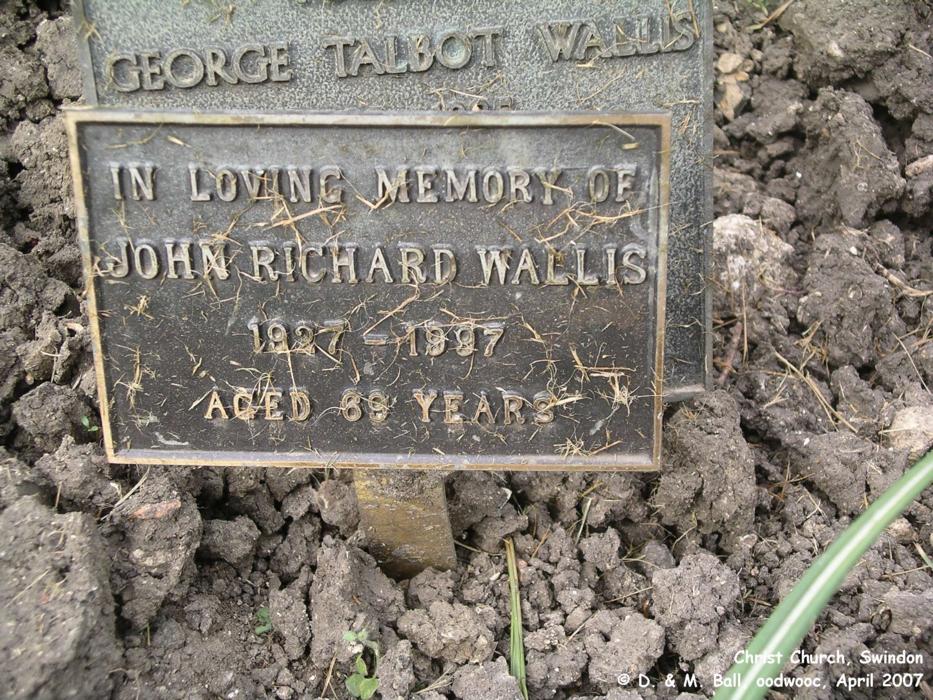 GEORGE TALBOT WALLIS
IN LOVING MEMORY OF
JOHN RICHARD WALLIS
1927 – 1997
AGED 69 YEARS
Christ Church, Swindon
© D. & M. Ball, oodwooc, April 2007